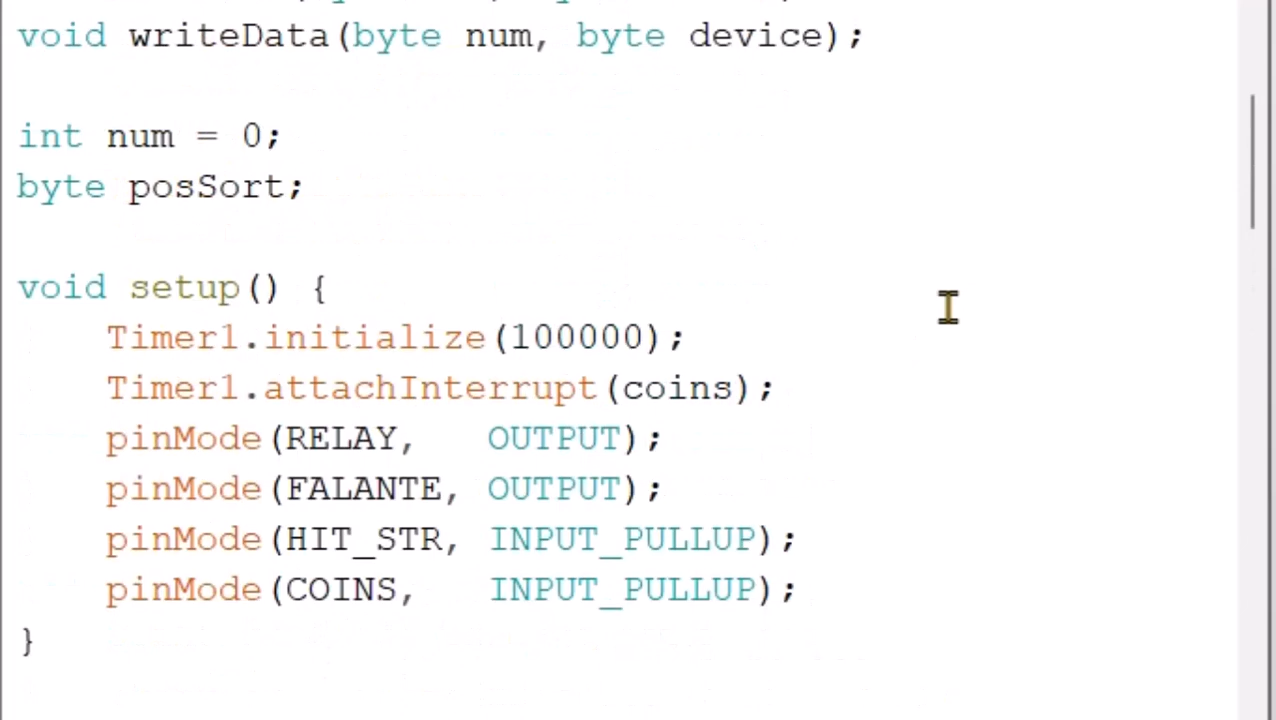 void writeData(byte num, byte device);
int num = 0;
byte posSort;
void setup() {
Timer1.initialize(100000);
Timer1.attachInterrupt(coins);
pinMode(RELAY, OUTPUT);
pinMode(FALANTE, OUTPUT);
pinMode(HIT_STR, INPUT_PULLUP);
pinMode(COINS, INPUT_PULLUP);
}